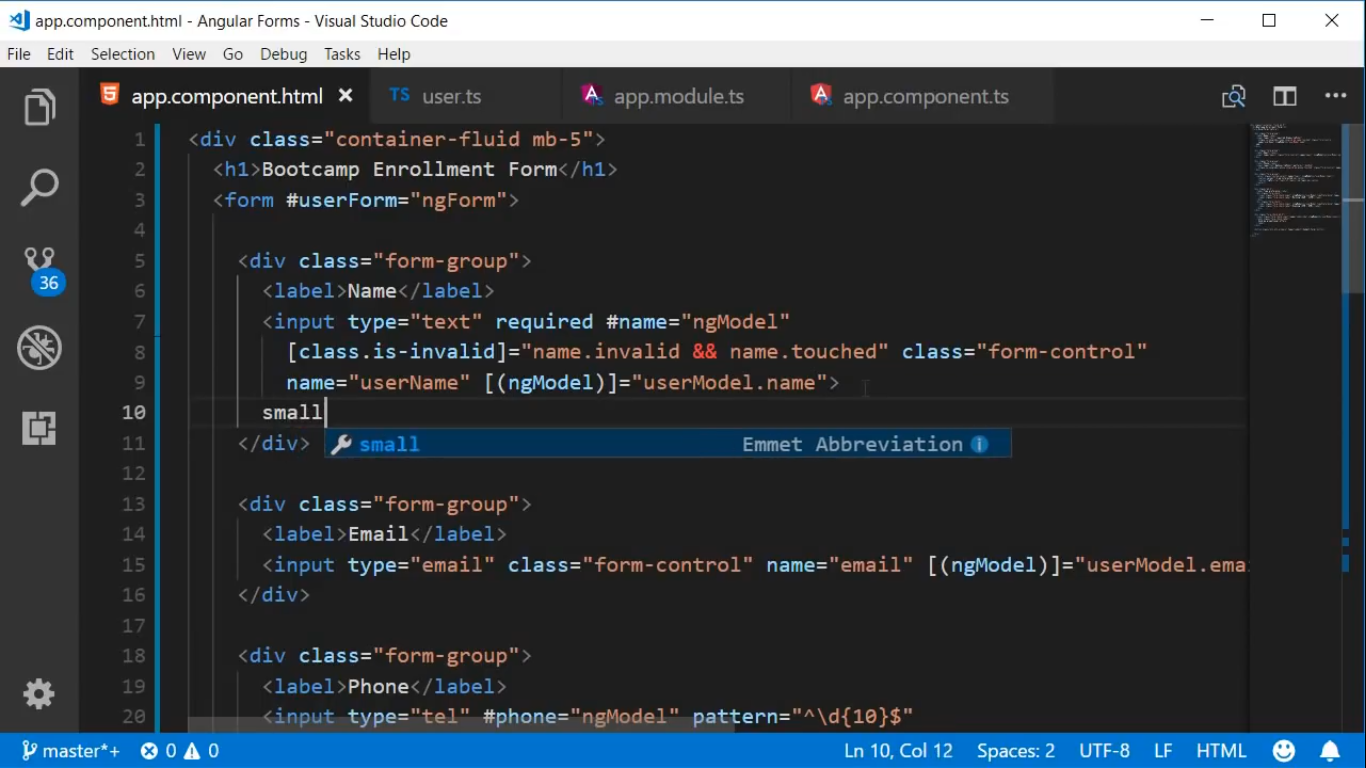 app.component.html - Angular Forms - Visual Studio Code
File Edit Selection View Go Debug Tasks Help
app.component.html TS user.ts app.module.ts app.component.ts
1 <div class="container-fluid mb-5">
2 <h1>Bootcamp Enrollment Form</h1>
3 <form #userForm="ngForm">
4
5 <div class="form-group">
6 <label>Name</label>
7 <input type="text" required #name="ngModel"
8 [class.is-invalid]="name.invalid && name.touched" class="form-control"
9 name="userName" [(ngModel)]="userModel.name">
10 small
11 </div>
small Emmet Abbreviation
12
13 <div class="form-group">
14 <label>Email</label>
15 <input type="email" class="form-control" name="email" [(ngModel)]="userModel.emai
16 </div>
17
18 <div class="form-group">
19 <label>Phone</label>
20 <input type="tel" #phone="ngModel" pattern="^\d{10}$"
36
master*+ 0 0 Ln 10, Col 12 Spaces: 2 UTF-8 LF HTML